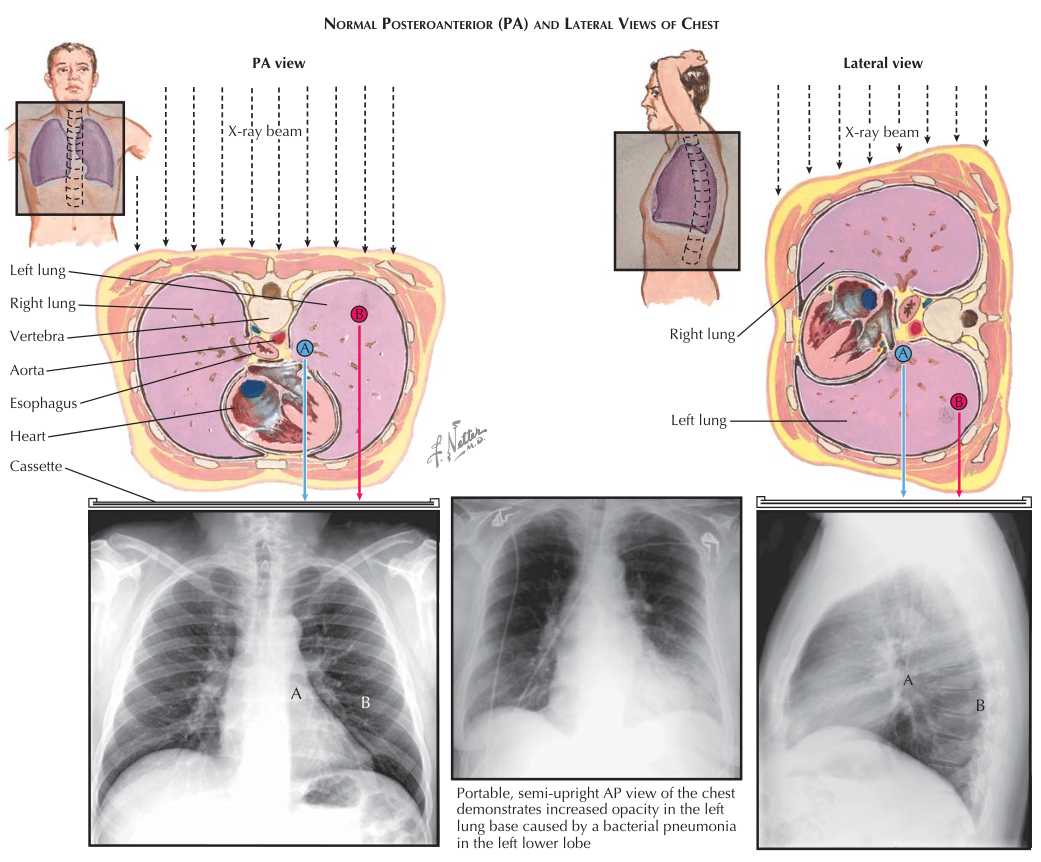 NORMAL POSTEROANTERIOR (PA) AND LATERAL VIEWS OF CHEST
PA view
Lateral view
X-ray beam
X-ray beam
Left lung
Right lung
Vertebra
Aorta
Esophagus
Heart
Cassette
B
A
F. Netter
M.D.
Right lung
Left lung
A
B
A
B
A
B
Portable, semi-upright AP view of the chest
demonstrates increased opacity in the left
lung base caused by a bacterial pneumonia
in the left lower lobe